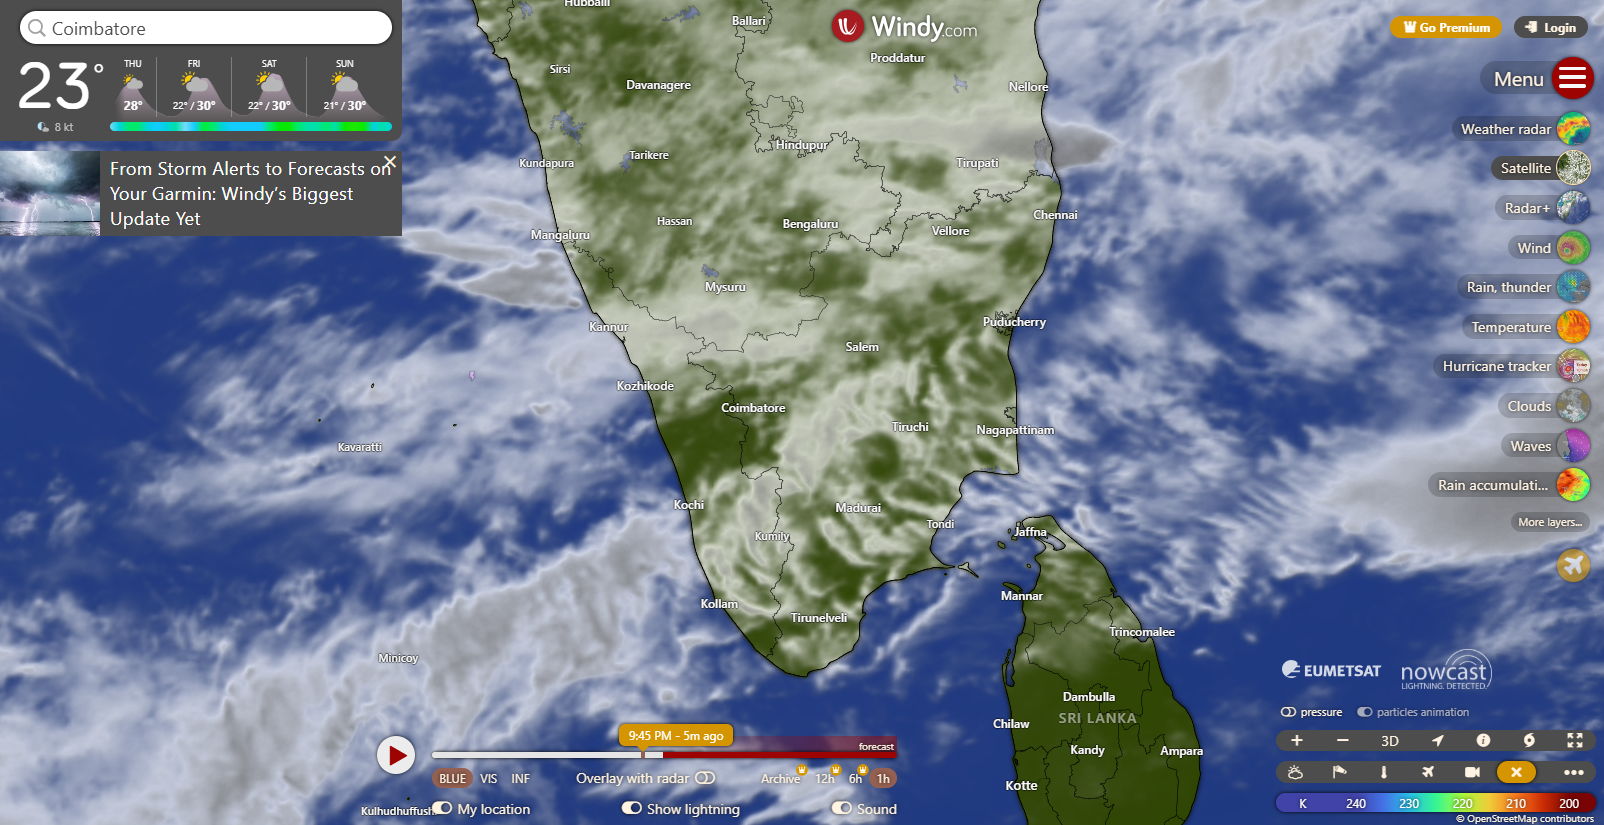 Coimbatore
Windy.com
Go Premium
Login
23°
8 kt
THU
FRI
SAT
SUN
28°
22° / 30°
22° / 30°
21° / 30°
From Storm Alerts to Forecasts on
Your Garmin: Windy's Biggest
Update Yet
Menu
Weather radar
Satellite
Radar+
Wind
Rain, thunder
Temperature
Hurricane tracker
Clouds
Waves
Rain accumulati...
More layers...
Hubballi
Ballari
Proddatur
Sirsi
Davanagere
Nellore
Hindupur
Kundapura
Tarikere
Tirupati
Hassan
Bengaluru
Chennai
Mangaluru
Vellore
Mysuru
Kannur
Puducherry
Salem
Kozhikode
Coimbatore
Tiruchi
Nagapattinam
Kavaratti
Kochi
Madurai
Tondi
Kumily
Jaffna
Kollam
Mannar
Tirunelveli
Trincomalee
Minicoy
Dambulla
SRI LANKA
Chilaw
Kandy
Ampara
Kotte
Kulhudhuffush
EUMETSAT
nowcast
LIGHTNING. DETECTED.
pressure
particles animation
3D
K 240 230 220 210 200
© OpenStreetMap contributors
9:45 PM - 5m ago
forecast
BLUE VIS INF
Overlay with radar
Archive 12h 6h 1h
My location
Show lightning
Sound